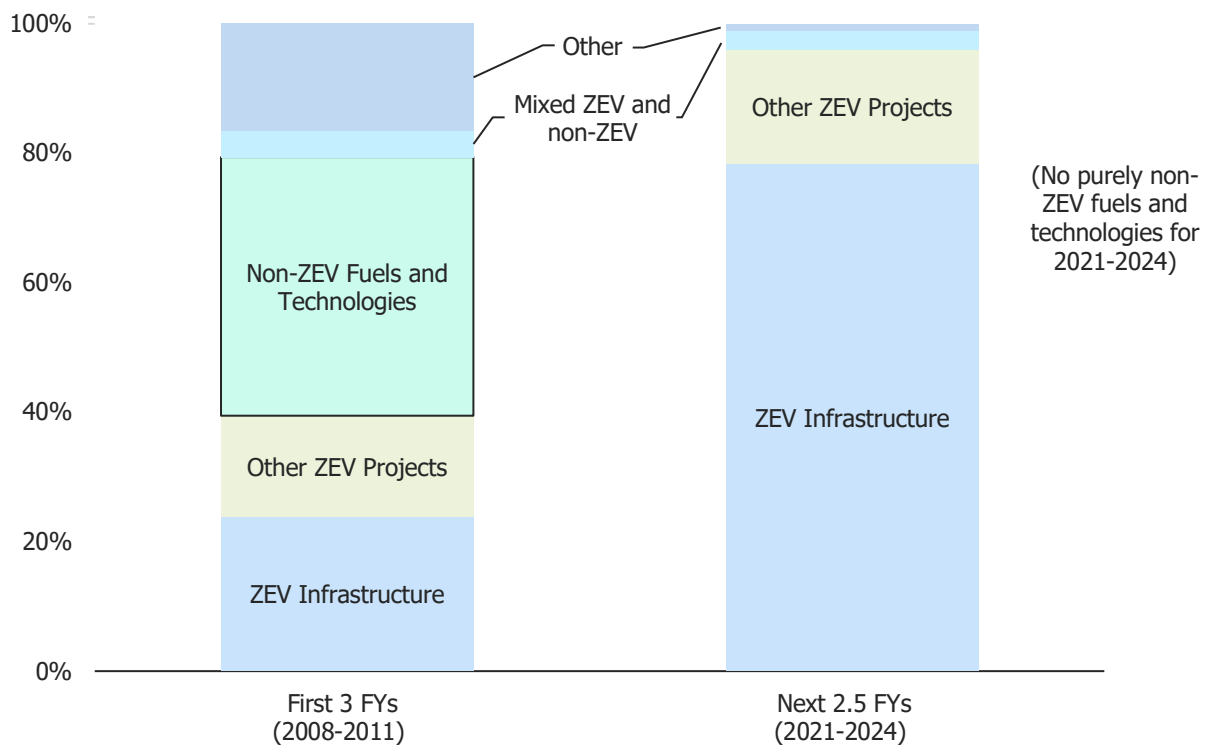 100%
80%
60%
40%
20%
0%
Other
Mixed ZEV and
non-ZEV
Non-ZEV Fuels and
Technologies
Other ZEV Projects
ZEV Infrastructure
Other ZEV Projects
ZEV Infrastructure
(No purely non-
ZEV fuels and
technologies for
2021-2024)
First 3 FYs
(2008-2011)
Next 2.5 FYs
(2021-2024)